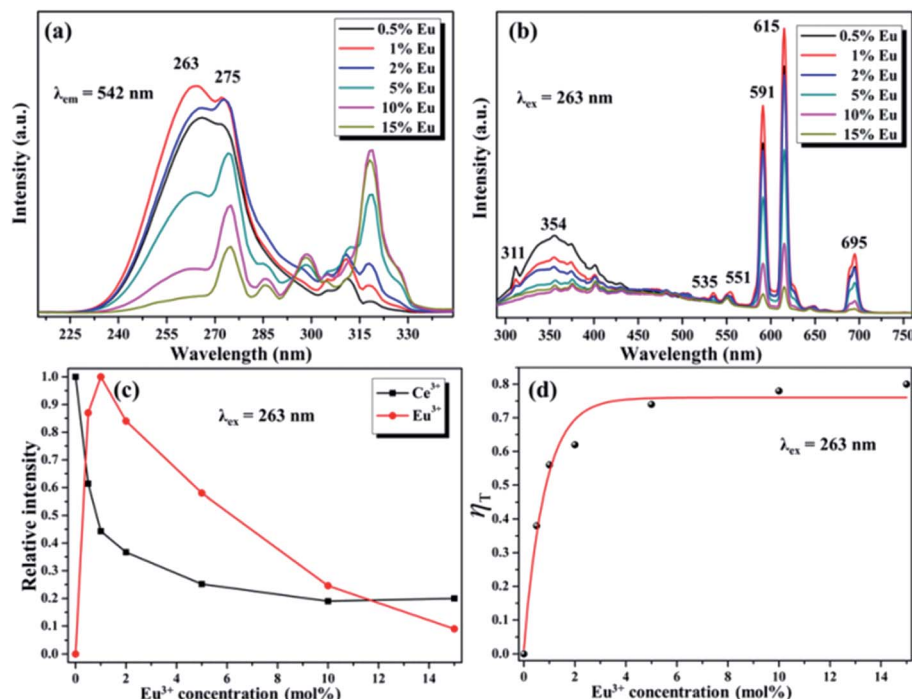 (a)
263
275
λem = 542 nm
0.5% Eu
1% Eu
2% Eu
5% Eu
10% Eu
15% Eu
Intensity (a.u.)
225 240 255 270 285 300 315 330
Wavelength (nm)
(b)
615
591
λex = 263 nm
0.5% Eu
1% Eu
2% Eu
5% Eu
10% Eu
15% Eu
311
354
535
551
695
Intensity (a.u.)
300 350 400 450 500 550 600 650 700 750
Wavelength (nm)
(c)
Ce³⁺
Eu³⁺
λex = 263 nm
Relative intensity
1.0
0.9
0.8
0.7
0.6
0.5
0.4
0.3
0.2
0.1
0.0
0 2 4 6 8 10 12 14
Eu³⁺ concentration (mol%)
(d)
λex = 263 nm
ηT
0.8
0.7
0.6
0.5
0.4
0.3
0.2
0.1
0.0
0 2 4 6 8 10 12 14
Eu³⁺ concentration (mol%)